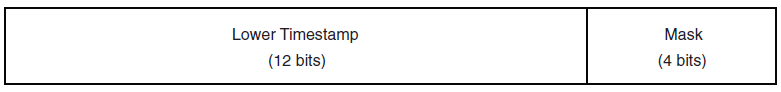 Lower Timestamp
(12 bits)
Mask
(4 bits)